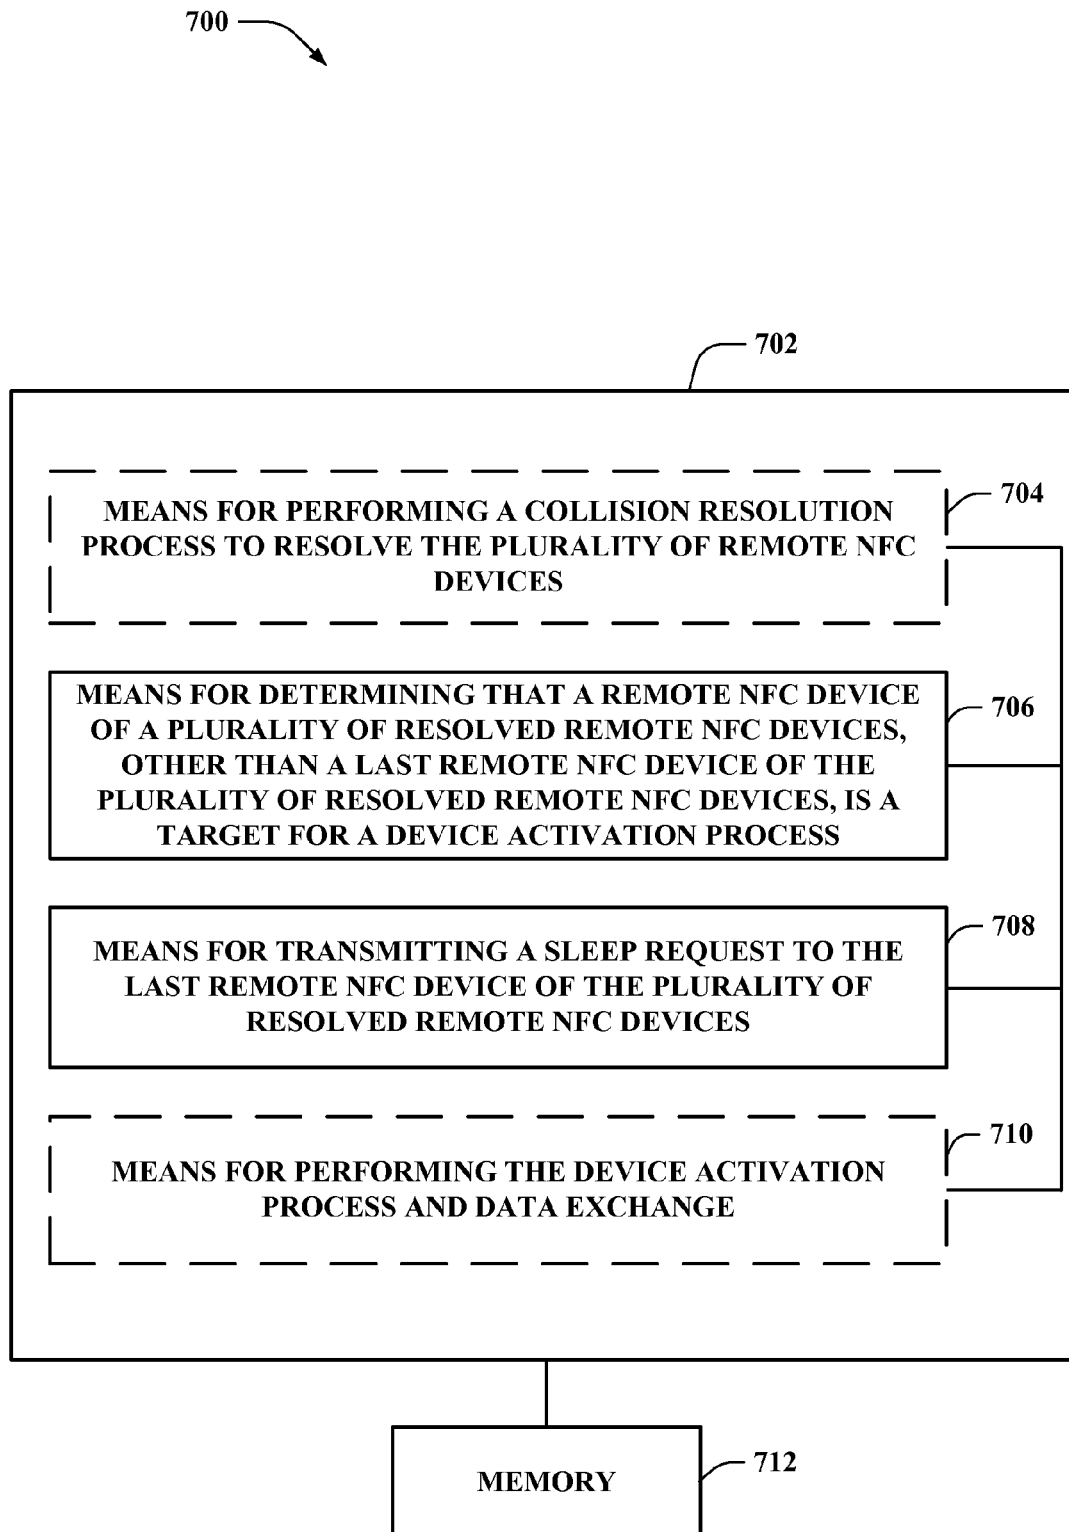 700
702
MEANS FOR PERFORMING A COLLISION RESOLUTION
PROCESS TO RESOLVE THE PLURALITY OF REMOTE NFC
DEVICES
704
MEANS FOR DETERMINING THAT A REMOTE NFC DEVICE
OF A PLURALITY OF RESOLVED REMOTE NFC DEVICES,
OTHER THAN A LAST REMOTE NFC DEVICE OF THE
PLURALITY OF RESOLVED REMOTE NFC DEVICES, IS A
TARGET FOR A DEVICE ACTIVATION PROCESS
706
MEANS FOR TRANSMITTING A SLEEP REQUEST TO THE
LAST REMOTE NFC DEVICE OF THE PLURALITY OF
RESOLVED REMOTE NFC DEVICES
708
MEANS FOR PERFORMING THE DEVICE ACTIVATION
PROCESS AND DATA EXCHANGE
710
MEMORY
712